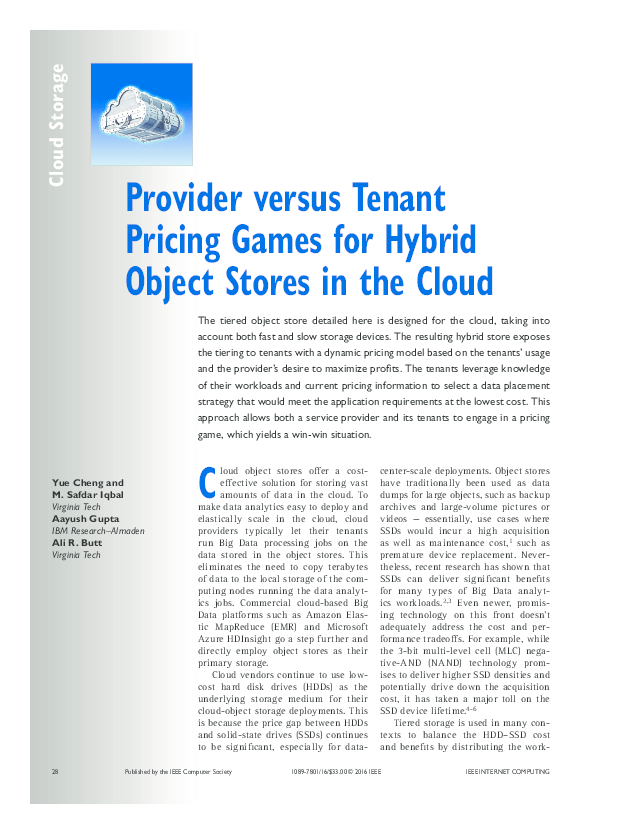 Cloud Storage
Provider versus Tenant
Pricing Games for Hybrid
Object Stores in the Cloud
The tiered object store detailed here is designed for the cloud, taking into
account both fast and slow storage devices. The resulting hybrid store exposes
the tiering to tenants with a dynamic pricing model based on the tenants' usage
and the provider's desire to maximize profits. The tenants leverage knowledge
of their workloads and current pricing information to select a data placement
strategy that would meet the application requirements at the lowest cost. This
approach allows both a service provider and its tenants to engage in a pricing
game, which yields a win-win situation.
Yue Cheng and
M. Safdar Iqbal
Virginia Tech
Aayush Gupta
IBM Research–Almaden
Ali R. Butt
Virginia Tech
Cloud object stores offer a cost-
effective solution for storing vast
amounts of data in the cloud. To
make data analytics easy to deploy and
elastically scale in the cloud, cloud
providers typically let their tenants
run Big Data processing jobs on the
data stored in the object stores. This
eliminates the need to copy terabytes
of data to the local storage of the com-
puting nodes running the data analyt-
ics jobs. Commercial cloud-based Big
Data platforms such as Amazon Elas-
tic MapReduce (EMR) and Microsoft
Azure HDInsight go a step further and
directly employ object stores as their
primary storage.
Cloud vendors continue to use low-
cost hard disk drives (HDDs) as the
underlying storage medium for their
cloud-object storage deployments. This
is because the price gap between HDDs
and solid-state drives (SSDs) continues
to be significant, especially for data-
center-scale deployments. Object stores
have traditionally been used as data
dumps for large objects, such as backup
archives and large-volume pictures or
videos — essentially, use cases where
SSDs would incur a high acquisition
as well as maintenance cost,1 such as
premature device replacement. Never-
theless, recent research has shown that
SSDs can deliver significant benefits
for many types of Big Data analyt-
ics workloads.2,3 Even newer, promis-
ing technology on this front doesn't
adequately address the cost and per-
formance tradeoffs. For example, while
the 3-bit multi-level cell (MLC) nega-
tive-AND (NAND) technology prom-
ises to deliver higher SSD densities and
potentially drive down the acquisition
cost, it has taken a major toll on the
SSD device lifetime.4–6
Tiered storage is used in many con-
texts to balance the HDD–SSD cost
and benefits by distributing the work-
28 Published by the IEEE Computer Society 1089-7801/16/$33.00 © 2016 IEEE IEEE INTERNET COMPUTING